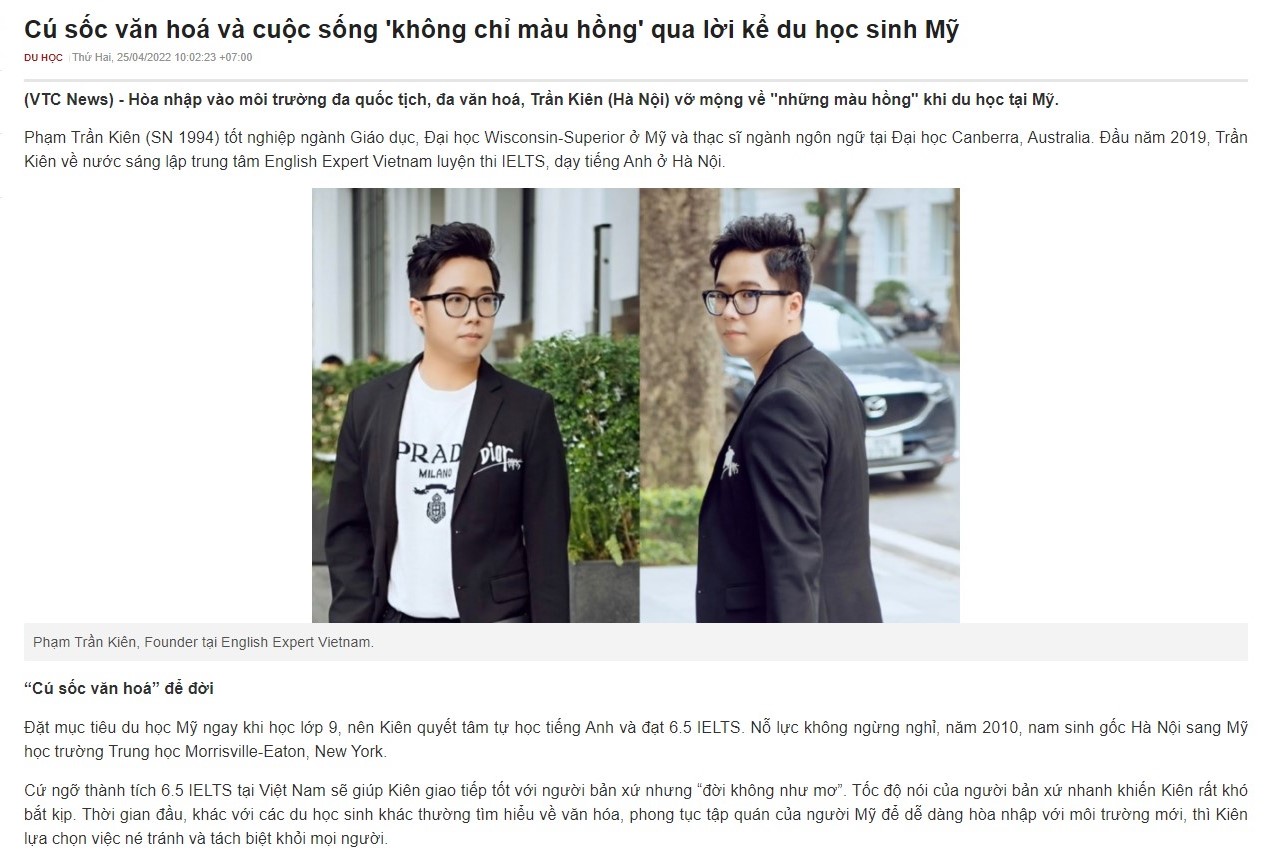 Cú sốc văn hoá và cuộc sống 'không chỉ màu hồng' qua lời kể du học sinh Mỹ
DU HỌC Thứ Hai, 25/04/2022 10:02:23 +07:00
(VTC News) - Hòa nhập vào môi trường đa quốc tịch, đa văn hoá, Trần Kiên (Hà Nội) vỡ mộng về "những màu hồng" khi du học tại Mỹ.
Phạm Trần Kiên (SN 1994) tốt nghiệp ngành Giáo dục, Đại học Wisconsin-Superior ở Mỹ và thạc sĩ ngành ngôn ngữ tại Đại học Canberra, Australia. Đầu năm 2019, Trần
Kiên về nước sáng lập trung tâm English Expert Vietnam luyện thi IELTS, dạy tiếng Anh ở Hà Nội.
PRAD
MILANO
Dior
Phạm Trần Kiên, Founder tại English Expert Vietnam.
“Cú sốc văn hoá” để đời
Đặt mục tiêu du học Mỹ ngay khi học lớp 9, nên Kiên quyết tâm tự học tiếng Anh và đạt 6.5 IELTS. Nỗ lực không ngừng nghỉ, năm 2010, nam sinh gốc Hà Nội sang Mỹ
học trường Trung học Morrisville-Eaton, New York.
Cứ ngỡ thành tích 6.5 IELTS tại Việt Nam sẽ giúp Kiên giao tiếp tốt với người bản xứ nhưng “đời không như mơ”. Tốc độ nói của người bản xứ nhanh khiến Kiên rất khó
bắt kịp. Thời gian đầu, khác với các du học sinh khác thường tìm hiểu về văn hóa, phong tục tập quán của người Mỹ để dễ dàng hòa nhập với môi trường mới, thì Kiên
lựa chọn việc né tránh và tách biệt khỏi mọi người.